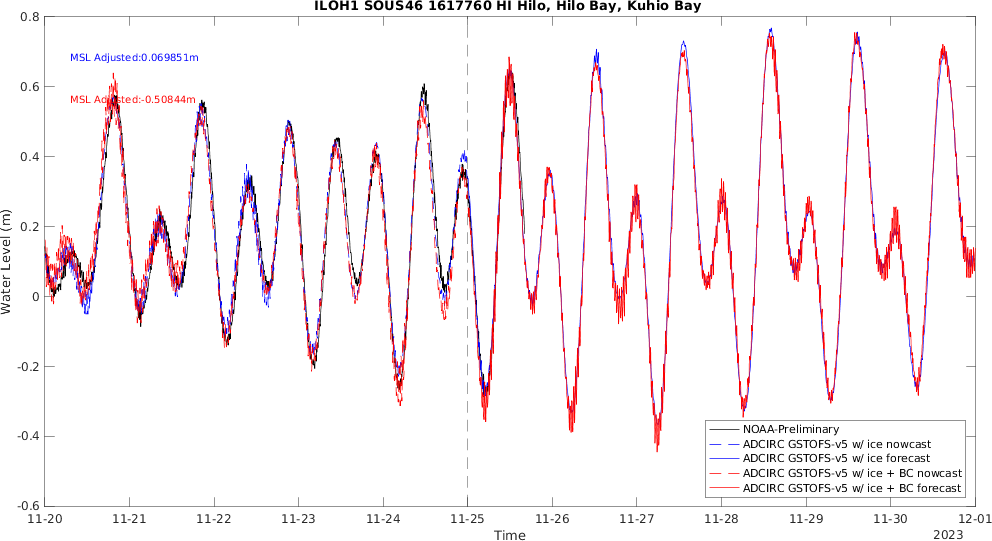 ILOH1 SOUS46 1617760 HI Hilo, Hilo Bay, Kuhio Bay
0.8
0.6
0.4
0.2
0
-0.2
-0.4
-0.6
Water Level (m)
MSL Adjusted:0.069851m
MSL Adjusted:-0.50844m
NOAA-Preliminary
ADCIRC GSTOFS-v5 w/ ice nowcast
ADCIRC GSTOFS-v5 w/ ice forecast
ADCIRC GSTOFS-v5 w/ ice + BC nowcast
ADCIRC GSTOFS-v5 w/ ice + BC forecast
11-20 11-21 11-22 11-23 11-24 11-25 11-26 11-27 11-28 11-29 11-30 12-01
Time
2023